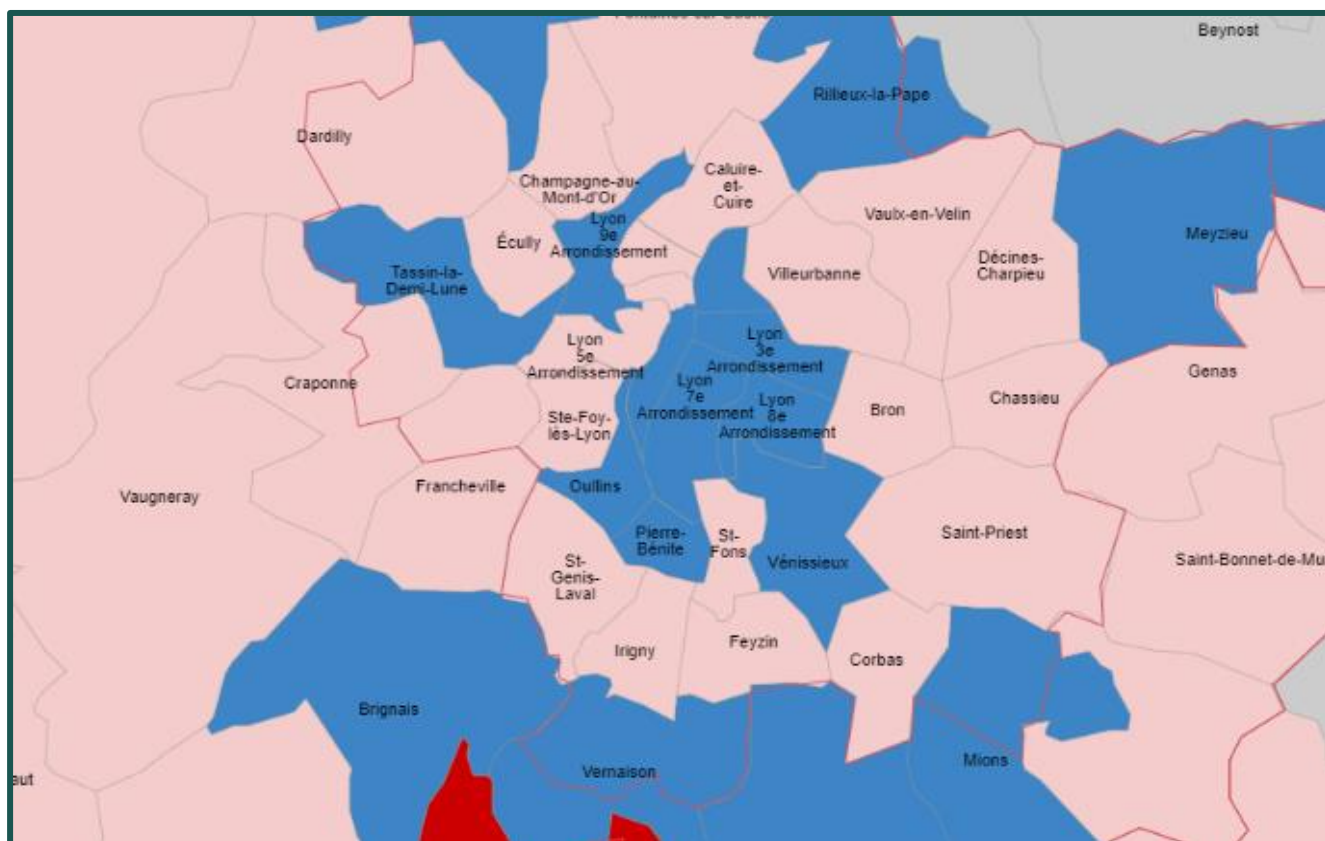 Beynost
Rillieux-la-Pape
Dardilly
Champagne-au-
Mont-d'Or
Caluire-
et-
Cuire
Lyon
9e
Arrondissement
Vaulx-en-Velin
Écully
Meyzieu
Tassin-la-
Demi-Lune
Villeurbanne
Décines-
Charpieu
Lyon
5e
Arrondissement
Lyon
3e
Arrondissement
Craponne
Genas
Lyon
7e
Arrondissement
Lyon
8e
Arrondissement
Bron
Chassieu
Ste-Foy-
lès-Lyon
Vaugneray
Francheville
Oullins
Pierre-
Bénite
St-
Fons
Saint-Priest
St-
Genis-
Laval
Vénissieux
Saint-Bonnet-de-Mu
Irigny
Feyzin
Corbas
Brignais
Vernaison
Mions
aut